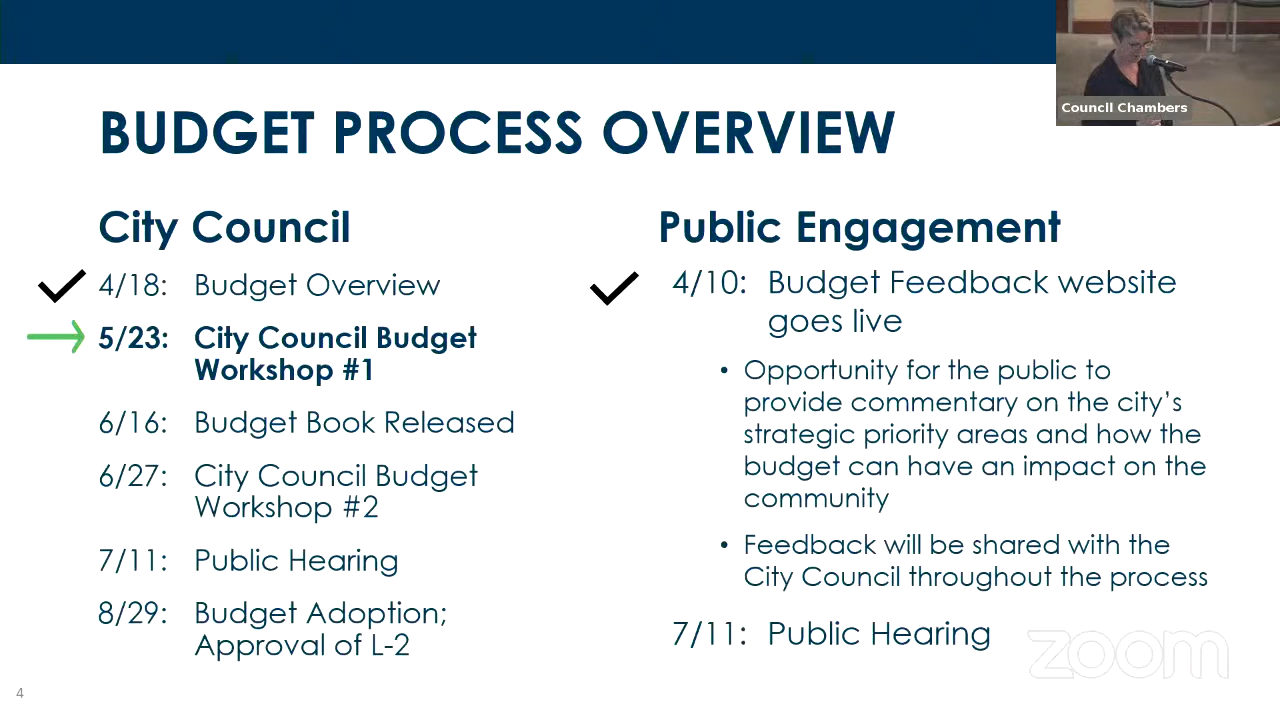 Council Chambers
BUDGET PROCESS OVERVIEW
City Council
4/18: Budget Overview
5/23: City Council Budget
Workshop #1
6/16: Budget Book Released
6/27: City Council Budget
Workshop #2
7/11: Public Hearing
8/29: Budget Adoption;
Approval of L-2
Public Engagement
4/10: Budget Feedback website
goes live
• Opportunity for the public to
provide commentary on the city's
strategic priority areas and how the
budget can have an impact on the
community
• Feedback will be shared with the
City Council throughout the process
7/11: Public Hearing
zoom
4